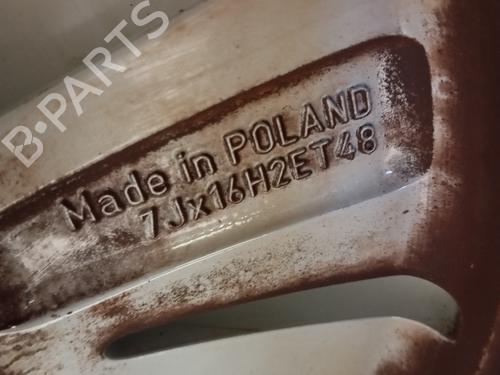 B-PARTS
Made in POLAND
7Jx16H2ET48